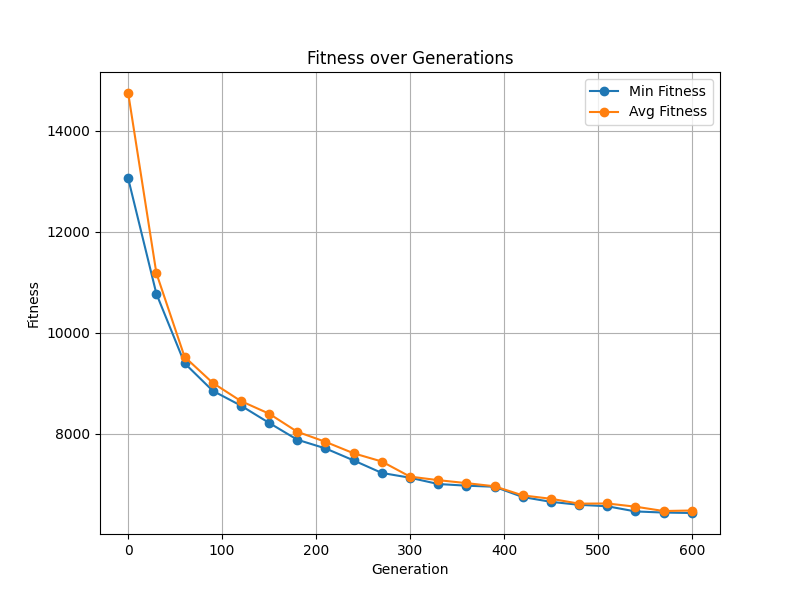 Fitness over Generations
Min Fitness
Avg Fitness
14000
12000
10000
8000
Fitness
0 100 200 300 400 500 600
Generation